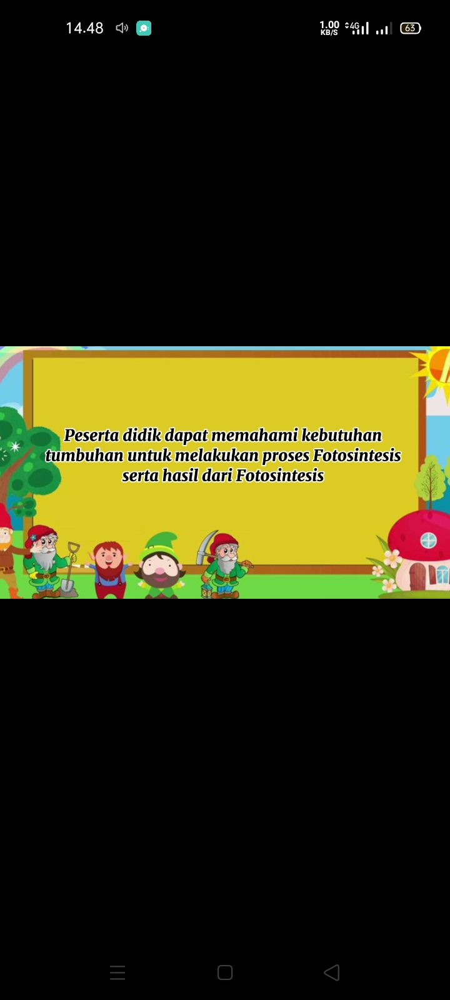 14.48
1.00
KB/S
4G
63
Peserta didik dapat memahami kebutuhan
tumbuhan untuk melakukan proses Fotosintesis
serta hasil dari Fotosintesis